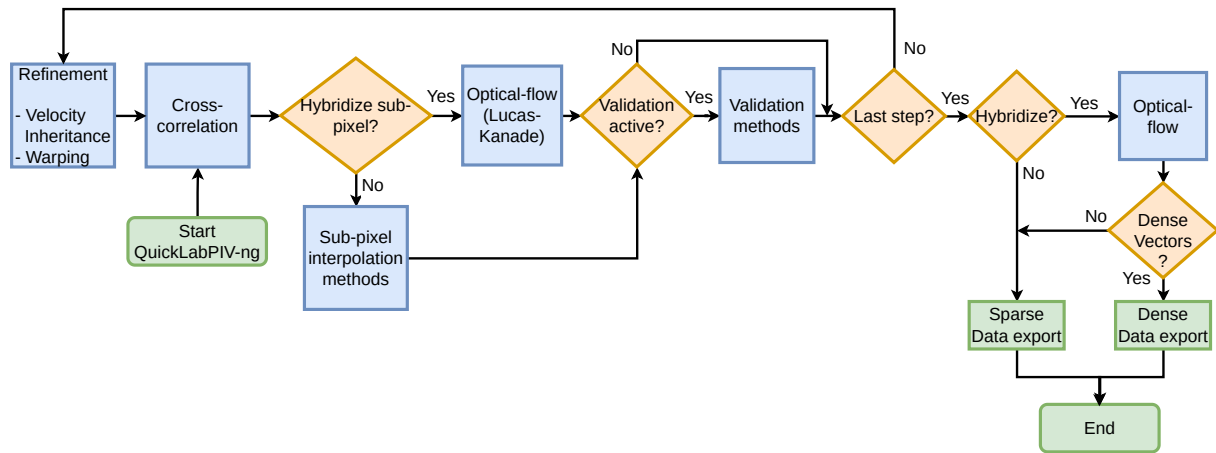 Refinement
- Velocity
Inheritance
- Warping
Cross-
correlation
Start
QuickLabPIV-ng
Hybridize sub-
pixel?
Yes
No
Sub-pixel
interpolation
methods
Optical-flow
(Lucas-
Kanade)
Validation
active?
No
Yes
Validation
methods
Last step?
No
Yes
Hybridize?
Yes
No
Optical-
flow
Dense
Vectors
?
No
Yes
Sparse
Data export
Dense
Data export
End